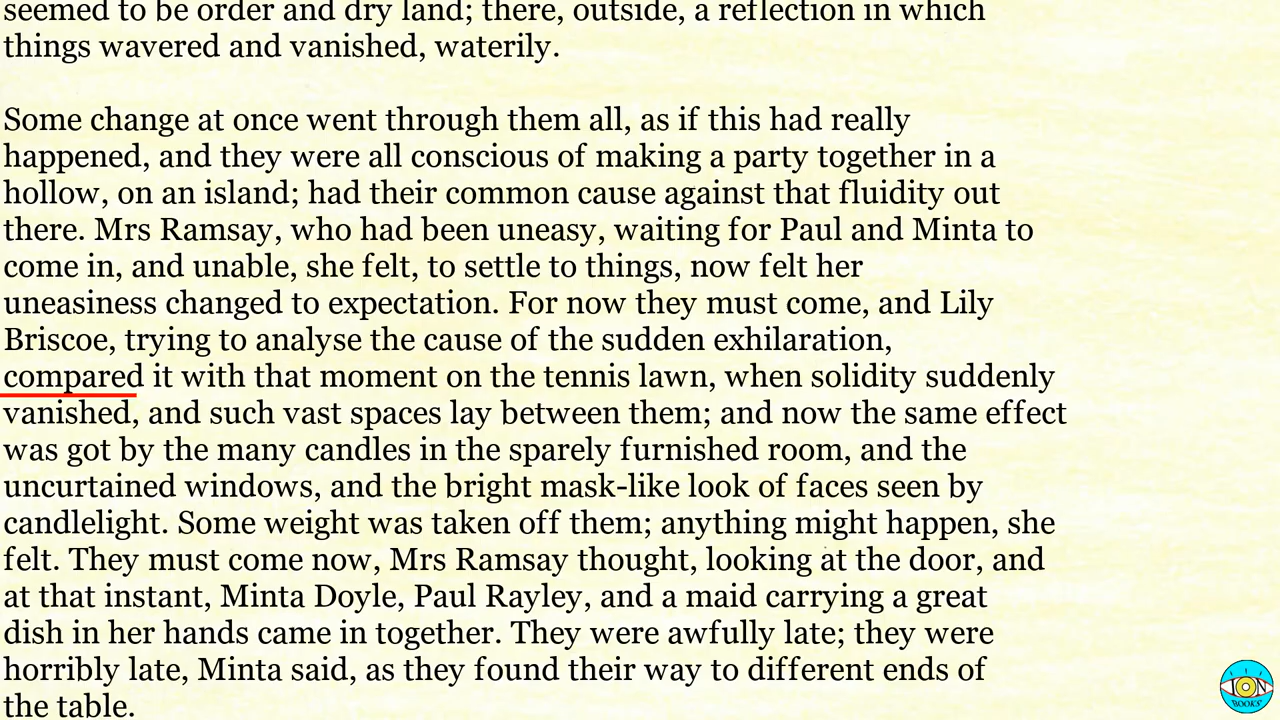 seemed to be order and dry land; there, outside, a reflection in which
things wavered and vanished, waterily.
Some change at once went through them all, as if this had really
happened, and they were all conscious of making a party together in a
hollow, on an island; had their common cause against that fluidity out
there. Mrs Ramsay, who had been uneasy, waiting for Paul and Minta to
come in, and unable, she felt, to settle to things, now felt her
uneasiness changed to expectation. For now they must come, and Lily
Briscoe, trying to analyse the cause of the sudden exhilaration,
compared it with that moment on the tennis lawn, when solidity suddenly
vanished, and such vast spaces lay between them; and now the same effect
was got by the many candles in the sparely furnished room, and the
uncurtained windows, and the bright mask-like look of faces seen by
candlelight. Some weight was taken off them; anything might happen, she
felt. They must come now, Mrs Ramsay thought, looking at the door, and
at that instant, Minta Doyle, Paul Rayley, and a maid carrying a great
dish in her hands came in together. They were awfully late; they were
horribly late, Minta said, as they found their way to different ends of
the table.
ION
BOOKS